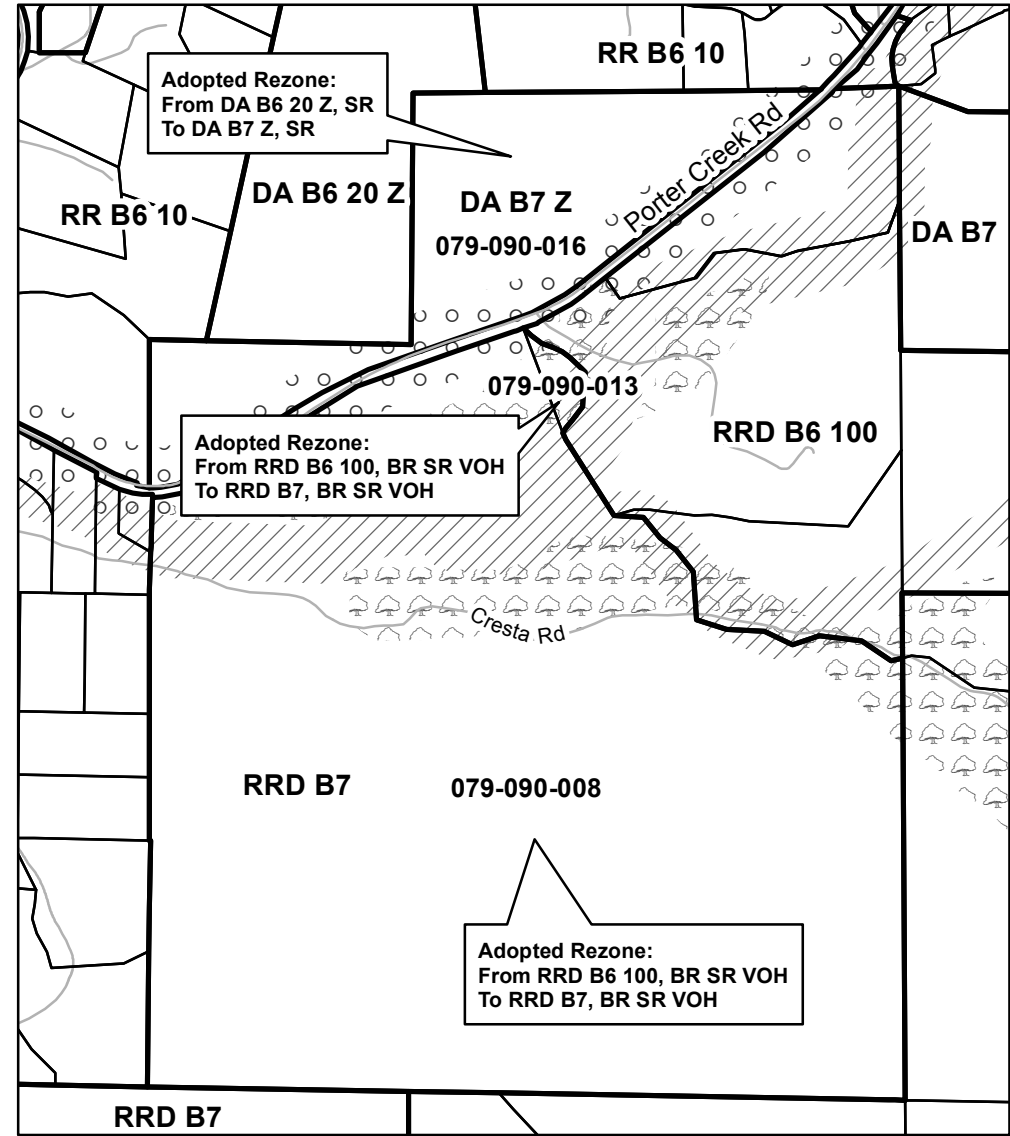 RR B6 10
Adopted Rezone:
From DA B6 20 Z, SR
To DA B7 Z, SR
Porter Creek Rd
DA B6 20 Z
DA B7 Z
RR B6 10
DA B7
079-090-016
079-090-013
RRD B6 100
Adopted Rezone:
From RRD B6 100, BR SR VOH
To RRD B7, BR SR VOH
Cresta Rd
RRD B7
079-090-008
Adopted Rezone:
From RRD B6 100, BR SR VOH
To RRD B7, BR SR VOH
RRD B7